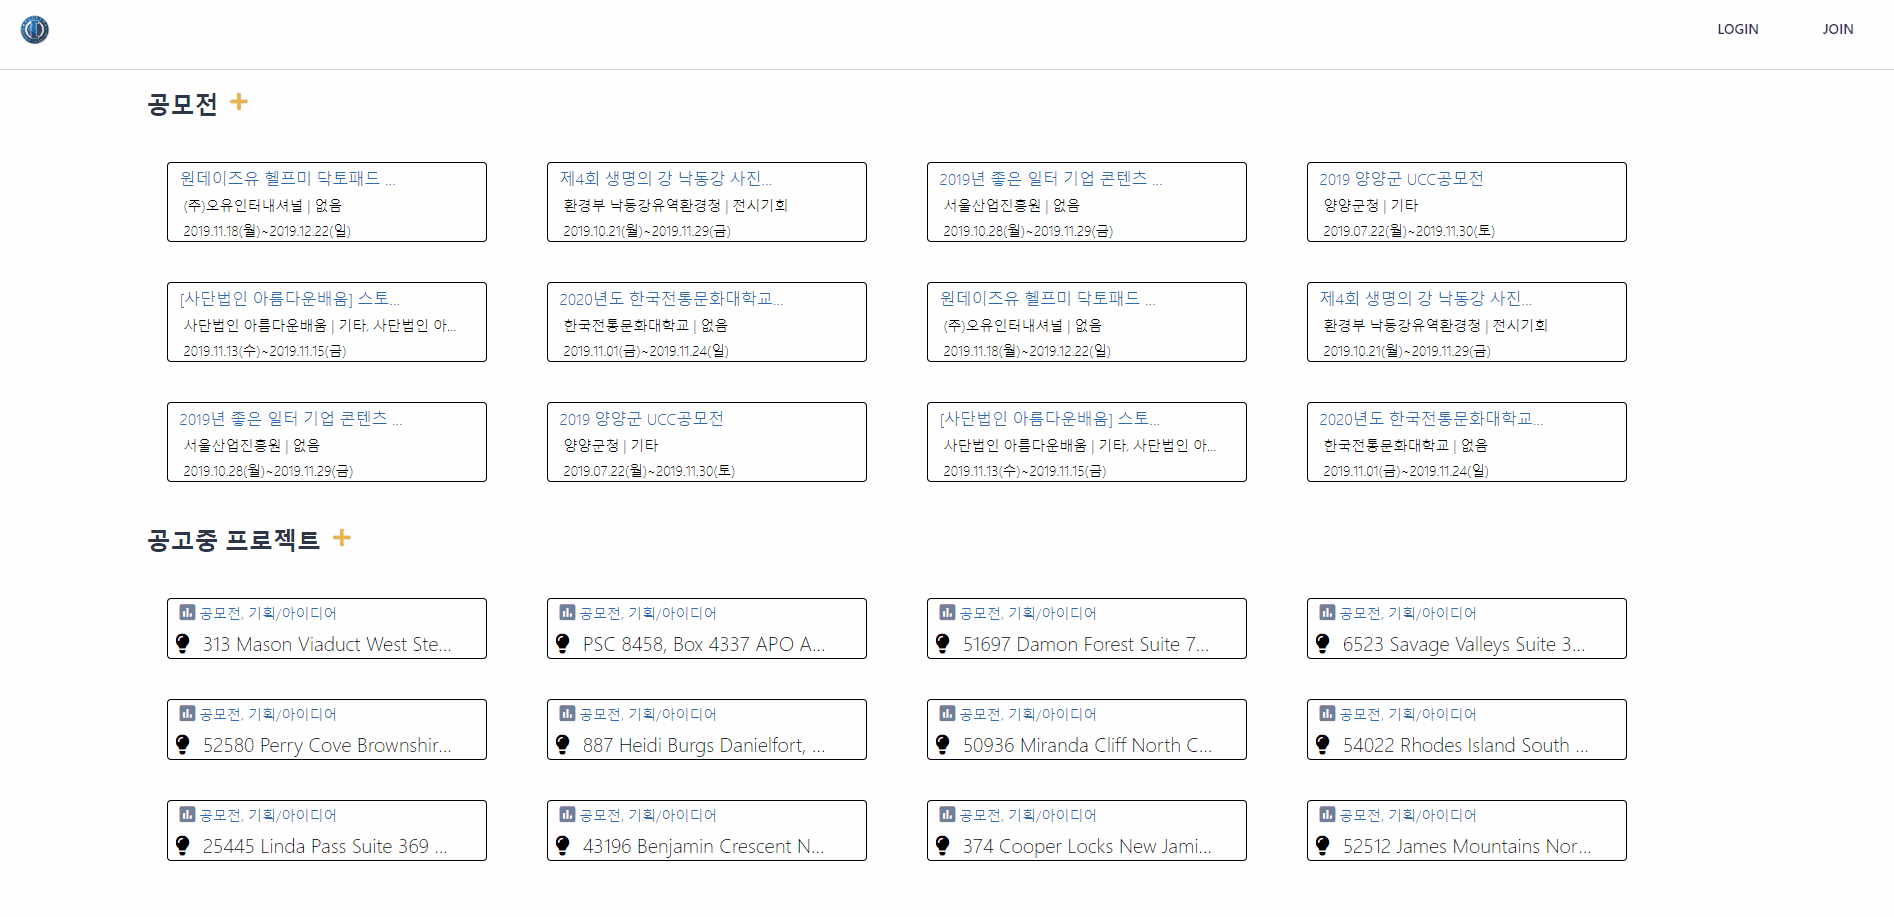 LOGIN
JOIN
공모전 +
원데이즈유 헬프미 닥토패드 ...
(주)오유인터내셔널 | 없음
2019.11.18(월)~2019.12.22(일)
제4회 생명의 강 낙동강 사진...
환경부 낙동강유역환경청 | 전시기회
2019.10.21(월)~2019.11.29(금)
2019년 좋은 일터 기업 콘텐츠 ...
서울산업진흥원 | 없음
2019.10.28(월)~2019.11.29(금)
2019 양양군 UCC공모전
양양군청 | 기타
2019.07.22(월)~2019.11.30(토)
[사단법인 아름다운배움] 스토...
사단법인 아름다운배움 | 기타, 사단법인 아...
2019.11.13(수)~2019.11.15(금)
2020년도 한국전통문화대학교...
한국전통문화대학교 | 없음
2019.11.01(금)~2019.11.24(일)
원데이즈유 헬프미 닥토패드 ...
(주)오유인터내셔널 | 없음
2019.11.18(월)~2019.12.22(일)
제4회 생명의 강 낙동강 사진...
환경부 낙동강유역환경청 | 전시기회
2019.10.21(월)~2019.11.29(금)
2019년 좋은 일터 기업 콘텐츠 ...
서울산업진흥원 | 없음
2019.10.28(월)~2019.11.29(금)
2019 양양군 UCC공모전
양양군청 | 기타
2019.07.22(월)~2019.11.30(토)
[사단법인 아름다운배움] 스토...
사단법인 아름다운배움 | 기타, 사단법인 아...
2019.11.13(수)~2019.11.15(금)
2020년도 한국전통문화대학교...
한국전통문화대학교 | 없음
2019.11.01(금)~2019.11.24(일)
공고중 프로젝트 +
공모전, 기획/아이디어
313 Mason Viaduct West Ste...
공모전, 기획/아이디어
PSC 8458, Box 4337 APO A...
공모전, 기획/아이디어
51697 Damon Forest Suite 7...
공모전, 기획/아이디어
6523 Savage Valleys Suite 3...
공모전, 기획/아이디어
52580 Perry Cove Brownshir...
공모전, 기획/아이디어
887 Heidi Burgs Danielfort, ...
공모전, 기획/아이디어
50936 Miranda Cliff North C...
공모전, 기획/아이디어
54022 Rhodes Island South ...
공모전, 기획/아이디어
25445 Linda Pass Suite 369 ...
공모전, 기획/아이디어
43196 Benjamin Crescent N...
공모전, 기획/아이디어
374 Cooper Locks New Jami...
공모전, 기획/아이디어
52512 James Mountains Nor...